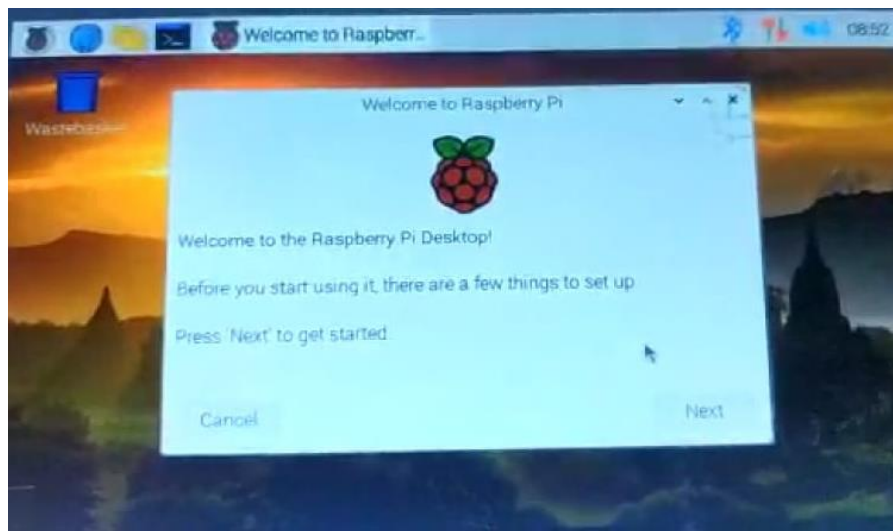 Welcome to Raspberr...
08:52
Wastebasket
Welcome to Raspberry Pi
Welcome to the Raspberry Pi Desktop!
Before you start using it, there are a few things to set up.
Press 'Next' to get started.
Cancel
Next